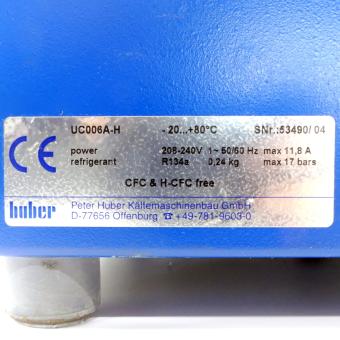 UC006A-H - 20...+80°C SNr.:53490/ 04
CE power 208-240V 1~ 50/60 Hz max 11,8 A
refrigerant R134a 0,24 kg max 17 bars
CFC & H-CFC free
huber Peter Huber Kältemaschinenbau GmbH
D-77656 Offenburg ☎ +49-781-9603-0